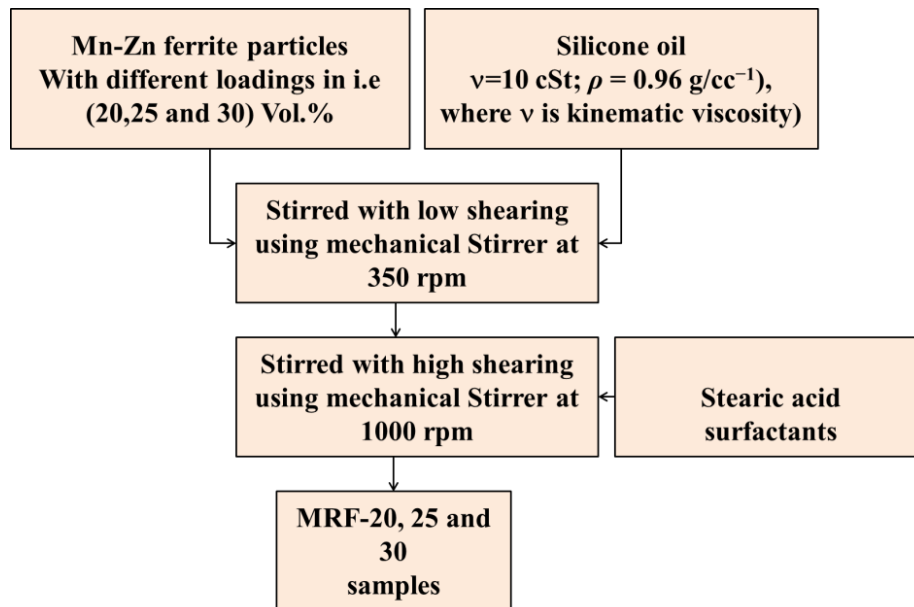 Mn-Zn ferrite particles
With different loadings in i.e
(20,25 and 30) Vol.%
Silicone oil
ν=10 cSt; ρ = 0.96 g/cc⁻¹),
where ν is kinematic viscosity)
Stirred with low shearing
using mechanical Stirrer at
350 rpm
Stirred with high shearing
using mechanical Stirrer at
1000 rpm
Stearic acid
surfactants
MRF-20, 25 and
30
samples